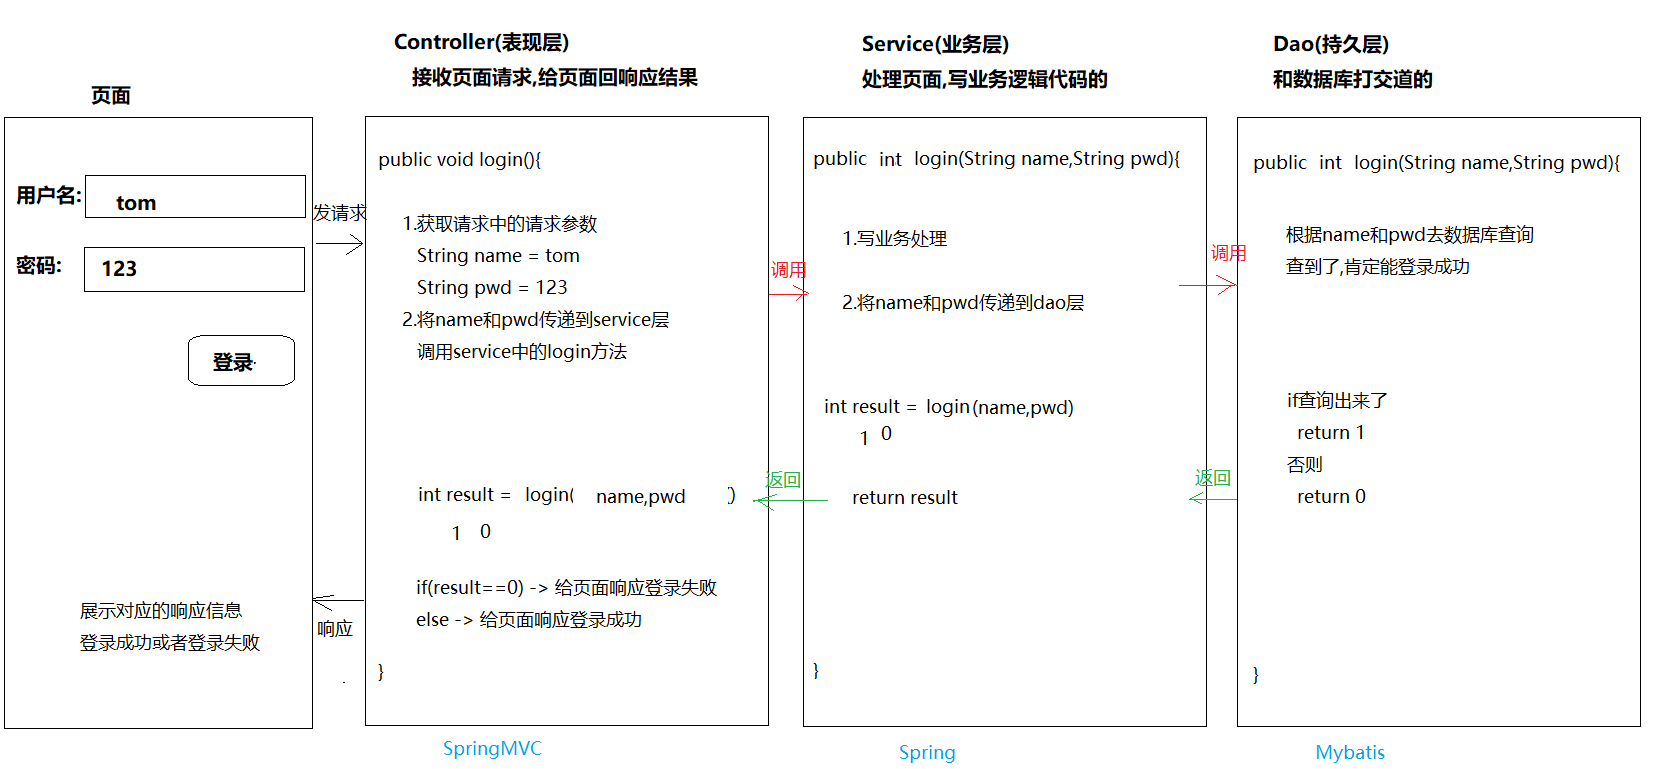 页面
用户名:
tom
密码:
123
登录
展示对应的响应信息
登录成功或者登录失败
发请求
响应
Controller(表现层)
接收页面请求,给页面回响应结果
public void login(){
1.获取请求中的请求参数
String name = tom
String pwd = 123
2.将name和pwd传递到service层
调用service中的login方法
int result = login( name,pwd )
1 0
if(result==0) -> 给页面响应登录失败
else -> 给页面响应登录成功
}
SpringMVC
调用
返回
Service(业务层)
处理页面,写业务逻辑代码的
public int login(String name,String pwd){
1.写业务处理
2.将name和pwd传递到dao层
int result = login(name,pwd)
1 0
return result
}
Spring
调用
返回
Dao(持久层)
和数据库打交道的
public int login(String name,String pwd){
根据name和pwd去数据库查询
查到了,肯定能登录成功
if查询出来了
return 1
否则
return 0
}
Mybatis